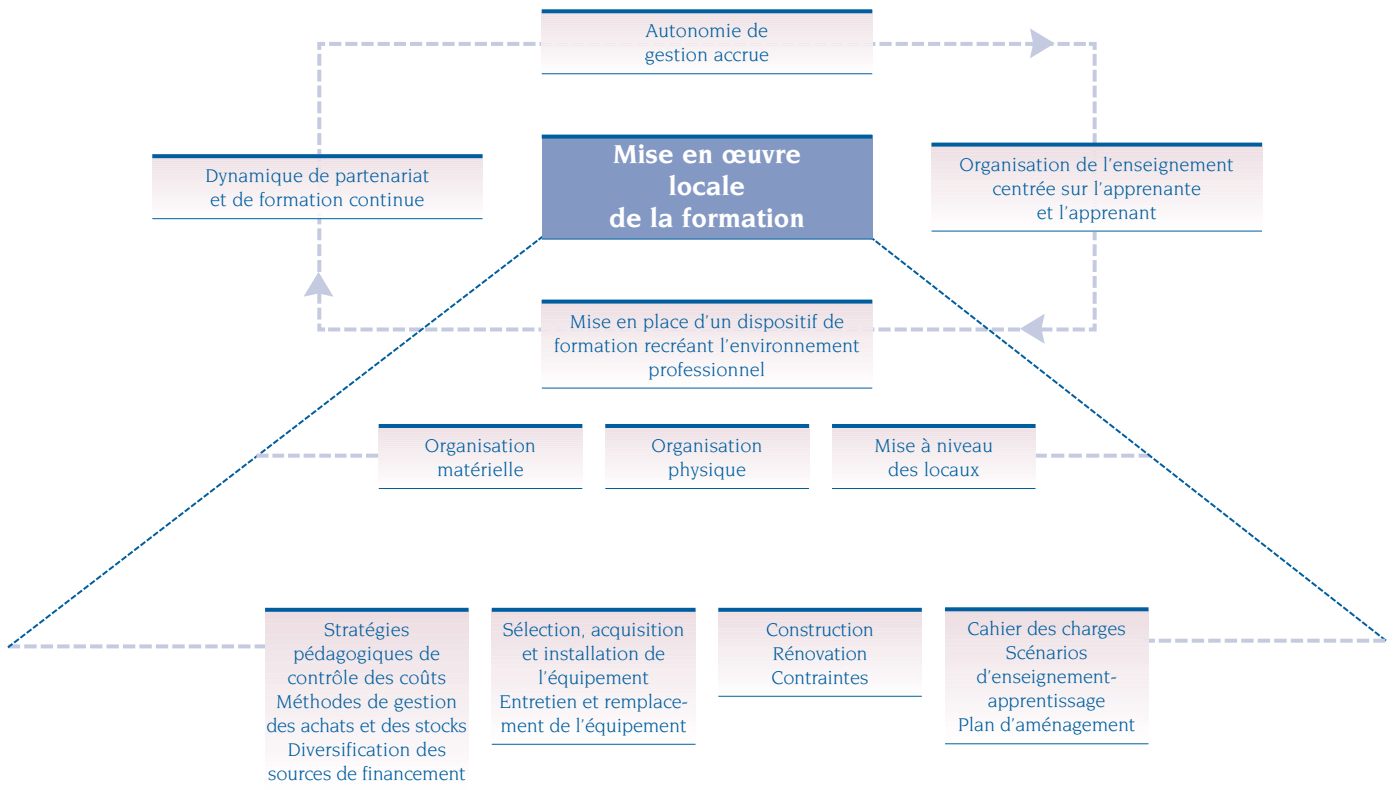 Autonomie de
gestion accrue
Mise en œuvre
locale
de la formation
Dynamique de partenariat
et de formation continue
Organisation de l'enseignement
centrée sur l'apprenante
et l'apprenant
Mise en place d'un dispositif de
formation recréant l'environnement
professionnel
Organisation
matérielle
Organisation
physique
Mise à niveau
des locaux
Stratégies
pédagogiques de
contrôle des coûts
Méthodes de gestion
des achats et des stocks
Diversification des
sources de financement
Sélection, acquisition
et installation de
l'équipement
Entretien et remplace-
ment de l'équipement
Construction
Rénovation
Contraintes
Cahier des charges
Scénarios
d'enseignement-
apprentissage
Plan d'aménagement